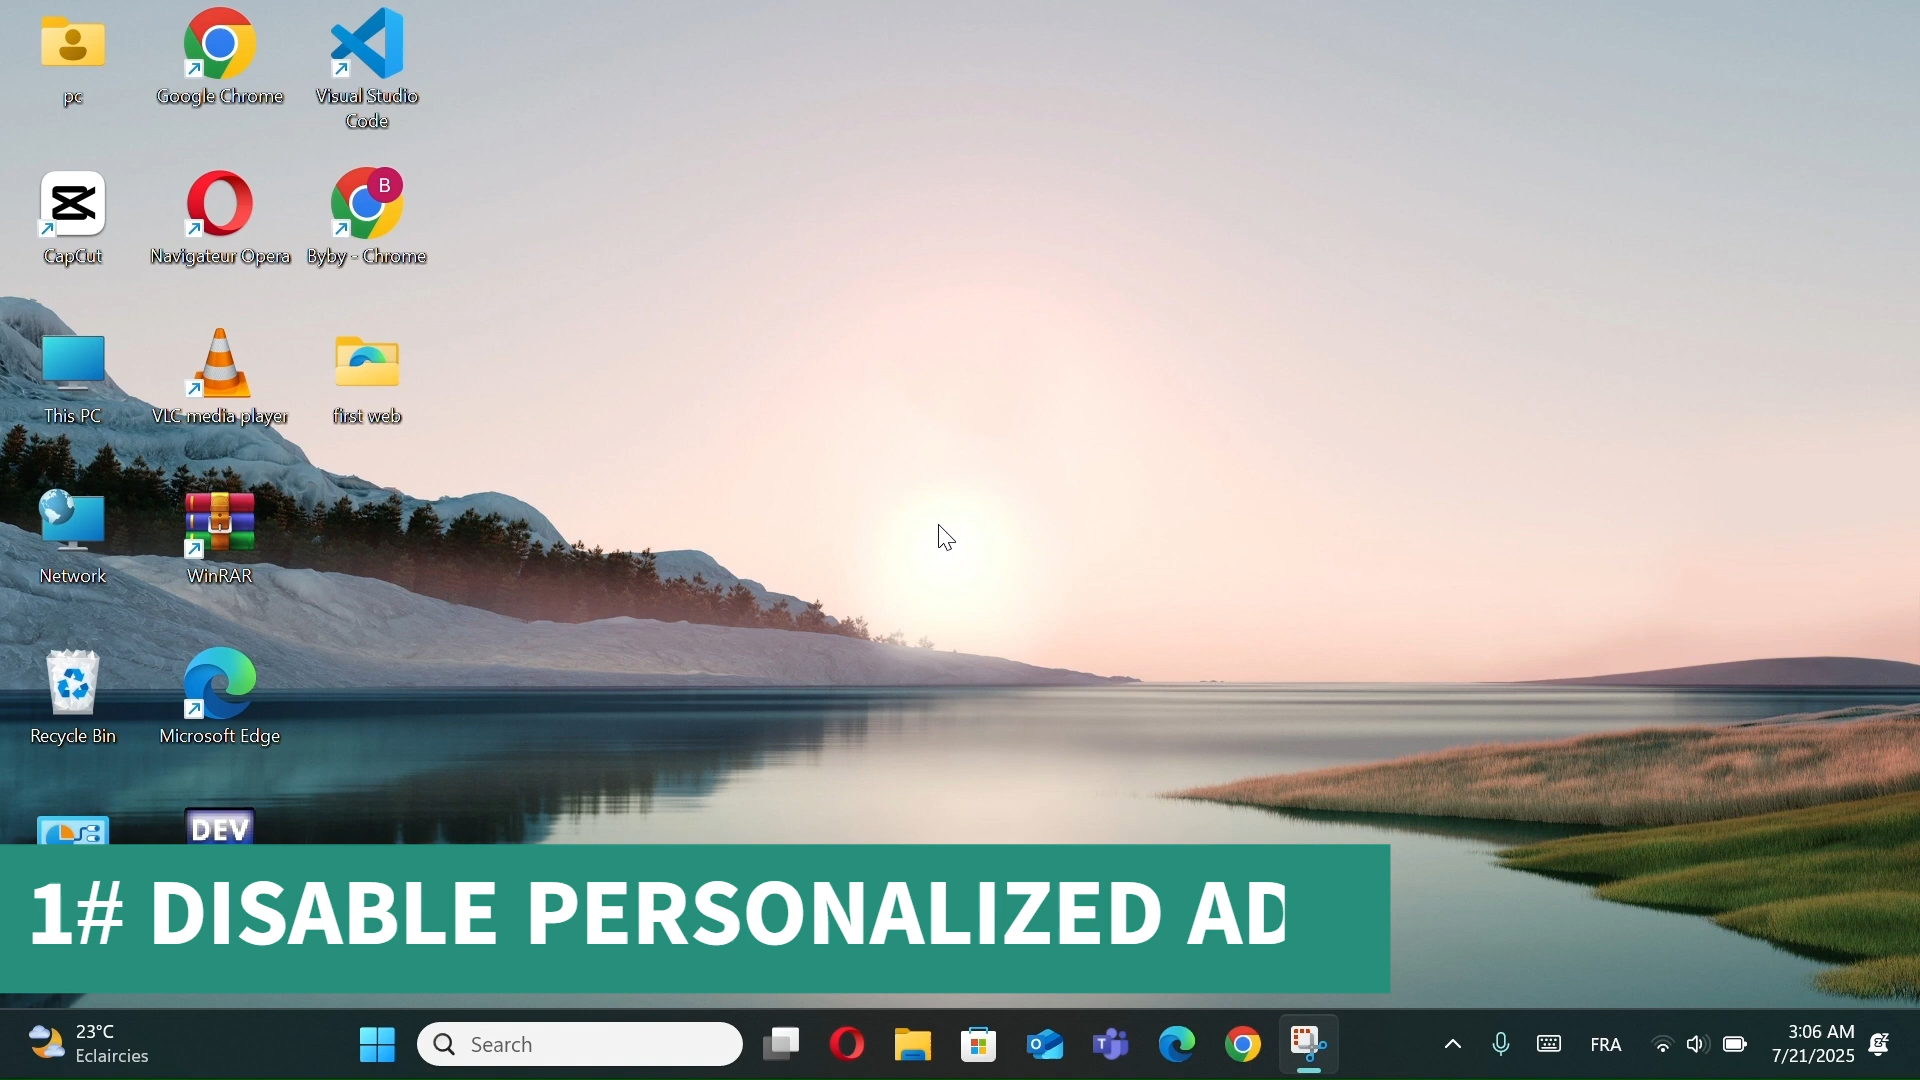 pc
Google Chrome
Visual Studio
Code
B
CapCut
Navigateur Opera
Byby - Chrome
This PC
VLC media player
first web
Network
WinRAR
Recycle Bin
Microsoft Edge
DEV
1# DISABLE PERSONALIZED AD
23°C
Eclaircies
Search
FRA
3:06 AM
7/21/2025